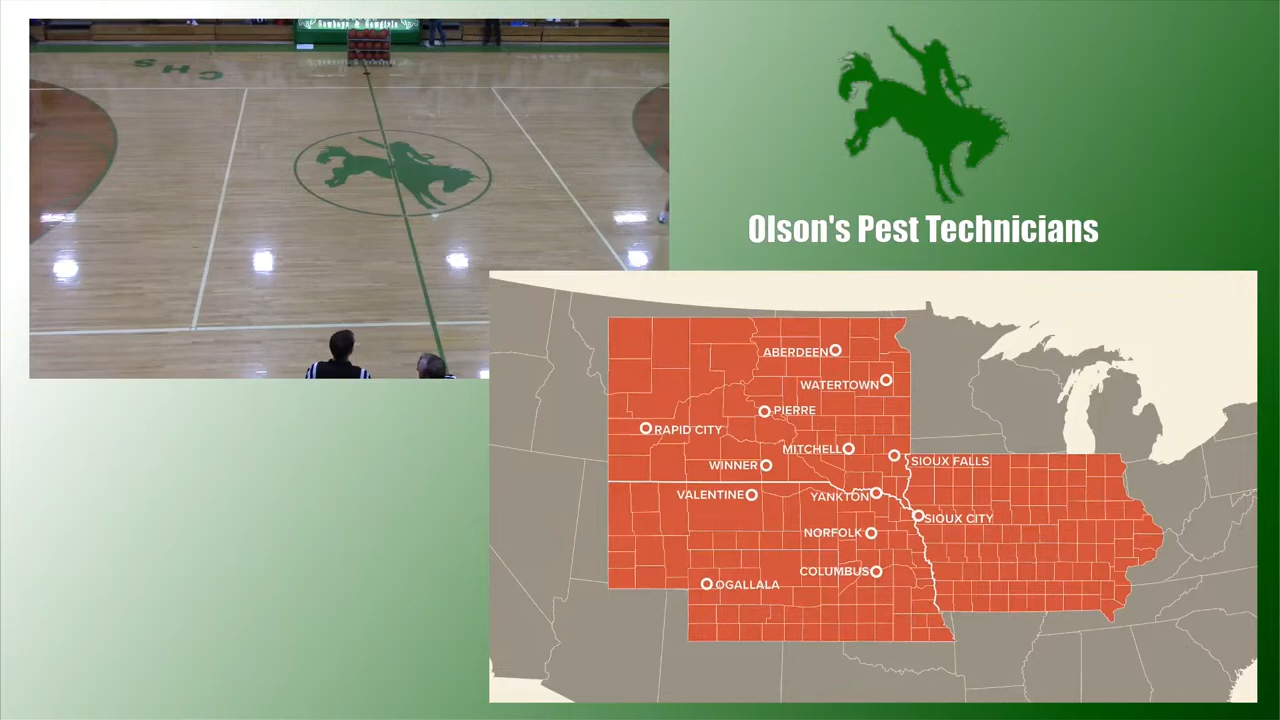 CHS
Olson's Pest Technicians
ABERDEEN
WATERTOWN
PIERRE
RAPID CITY
MITCHELL
SIOUX FALLS
WINNER
VALENTINE
YANKTON
SIOUX CITY
NORFOLK
COLUMBUS
OGALLALA